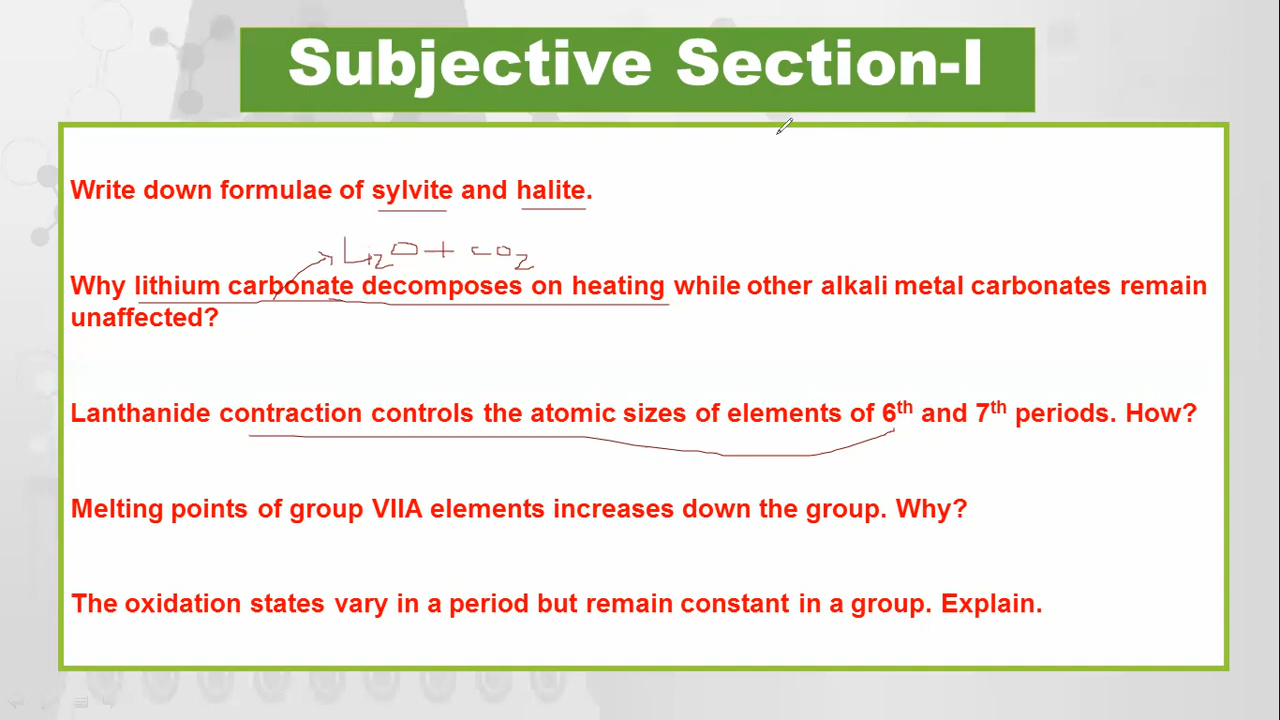 Subjective Section-I
Write down formulae of sylvite and halite.
Li₂O + CO₂
Why lithium carbonate decomposes on heating while other alkali metal carbonates remain
unaffected?
Lanthanide contraction controls the atomic sizes of elements of 6th and 7th periods. How?
Melting points of group VIIA elements increases down the group. Why?
The oxidation states vary in a period but remain constant in a group. Explain.